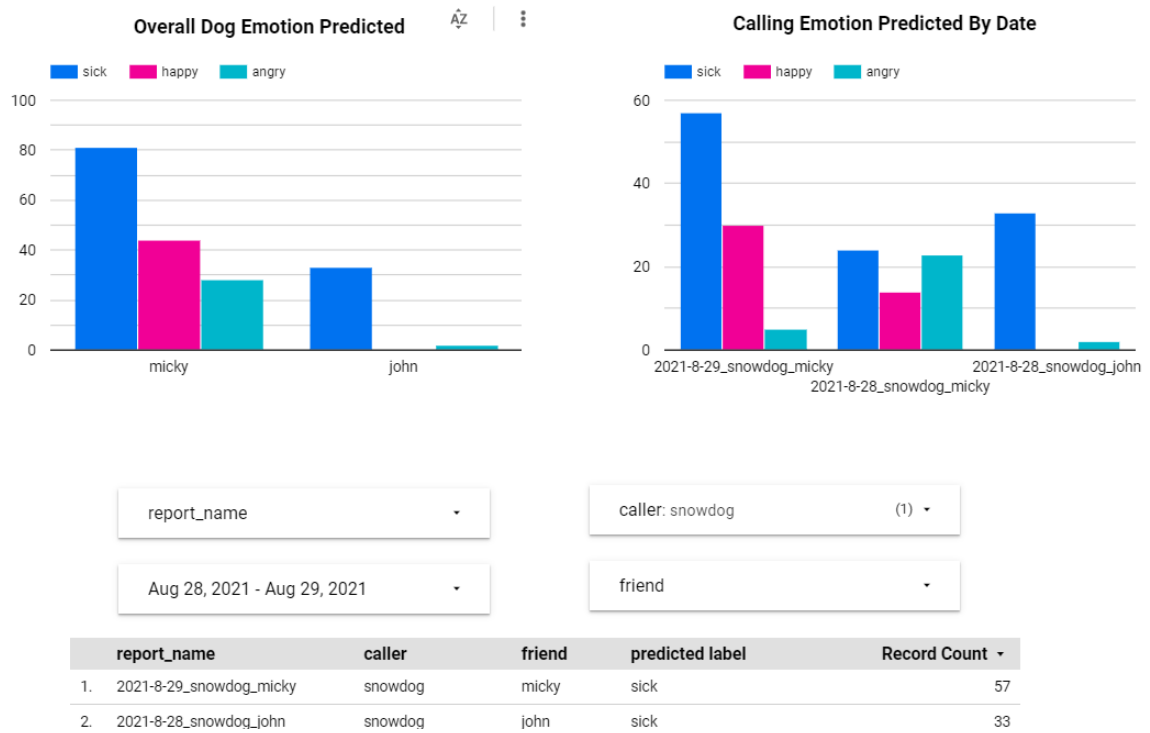 Overall Dog Emotion Predicted
AZ
sick happy angry
100
80
60
40
20
0
micky john
Calling Emotion Predicted By Date
sick happy angry
60
40
20
0
2021-8-29_snowdog_micky 2021-8-28_snowdog_john
2021-8-28_snowdog_micky
report_name
caller: snowdog (1)
Aug 28, 2021 - Aug 29, 2021
friend
report_name caller friend predicted label Record Count
1. 2021-8-29_snowdog_micky snowdog micky sick 57
2. 2021-8-28_snowdog_john snowdog john sick 33